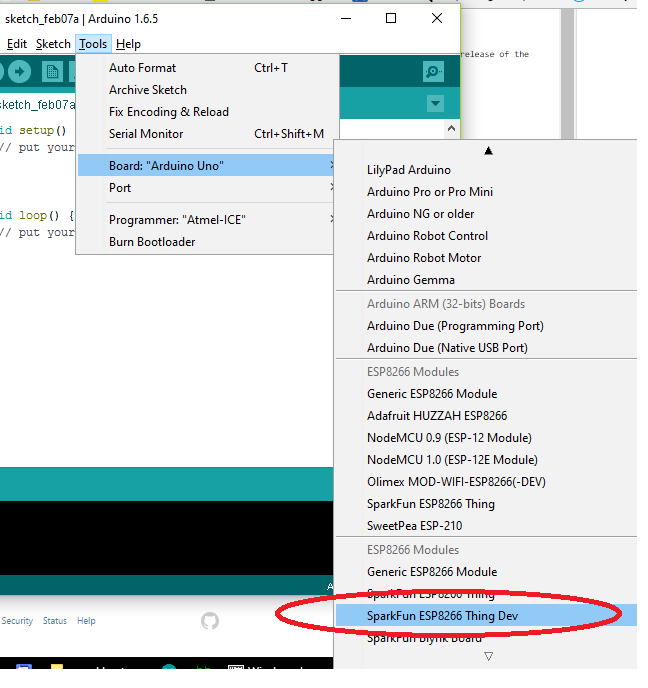 sketch_feb07a | Arduino 1.6.5
Edit Sketch Tools Help
release of the
Auto Format Ctrl+T
Archive Sketch
Fix Encoding & Reload
Serial Monitor Ctrl+Shift+M
Board: "Arduino Uno"
Port
Programmer: "Atmel-ICE"
Burn Bootloader
sketch_feb07a
id setup()
// put your
id loop() {
// put your
LilyPad Arduino
Arduino Pro or Pro Mini
Arduino NG or older
Arduino Robot Control
Arduino Robot Motor
Arduino Gemma
Arduino ARM (32-bits) Boards
Arduino Due (Programming Port)
Arduino Due (Native USB Port)
ESP8266 Modules
Generic ESP8266 Module
Adafruit HUZZAH ESP8266
NodeMCU 0.9 (ESP-12 Module)
NodeMCU 1.0 (ESP-12E Module)
Olimex MOD-WIFI-ESP8266(-DEV)
SparkFun ESP8266 Thing
SweetPea ESP-210
ESP8266 Modules
Generic ESP8266 Module
SparkFun ESP8266 Thing
SparkFun ESP8266 Thing Dev
SparkFun Blynk Board
A
Security Status Help